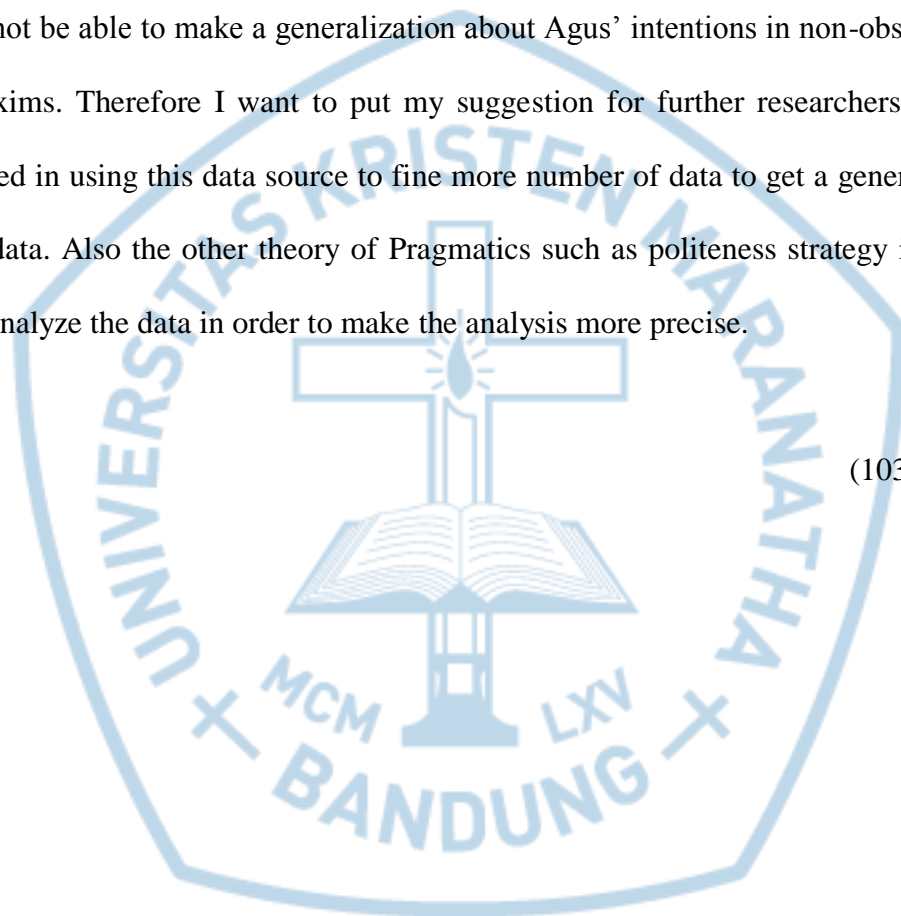 not be able to make a generalization about Agus' intentions in non-obs
xims. Therefore I want to put my suggestion for further researchers
ed in using this data source to fine more number of data to get a gener
data. Also the other theory of Pragmatics such as politeness strategy
nalyze the data in order to make the analysis more precise.
(103
UNIVERSITAS KRISTEN MARANATHA
MCM LXV
BANDUNG